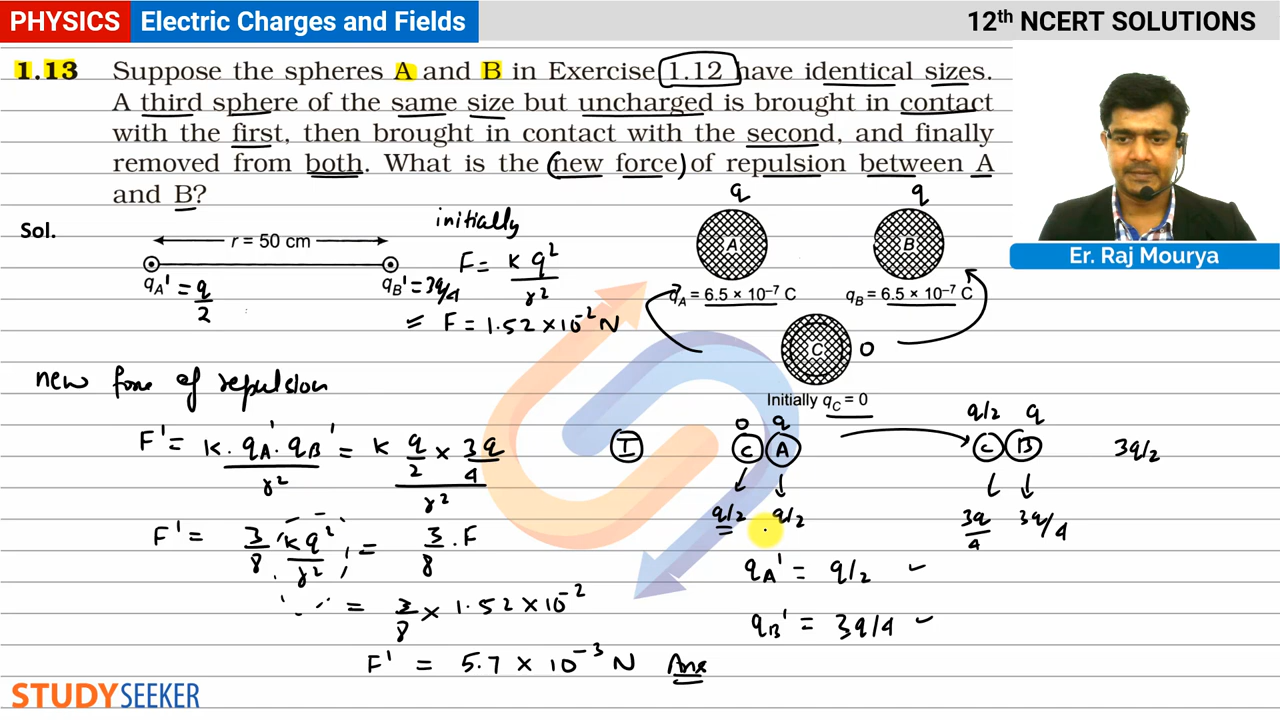 PHYSICS Electric Charges and Fields
12th NCERT SOLUTIONS
1.13 Suppose the spheres A and B in Exercise 1.12 have identical sizes.
A third sphere of the same size but uncharged is brought in contact
with the first, then brought in contact with the second, and finally
removed from both. What is the (new force) of repulsion between A
and B?
Er. Raj Mourya
Sol.
r = 50 cm
qA' = q/2
qB' = 3q/4
initially
F = K q²/r²
F = 1.52 × 10⁻² N
q
A
qA = 6.5 × 10⁻⁷ C
q
B
qB = 6.5 × 10⁻⁷ C
C 0
Initially qC = 0
new force of repulsion
F' = K. qA'. qB'/r² = K q/2 × 3q/4/r²
F' = 3/8 Kq²/r² = 3/8 . F
= 3/8 × 1.52 × 10⁻²
F' = 5.7 × 10⁻³ N Ans
I
0 q
C A
q/2 q/2
q/2 q
C B 3q/2
3q/4 3q/4
qA' = q/2
qB' = 3q/4
STUDYSEEKER